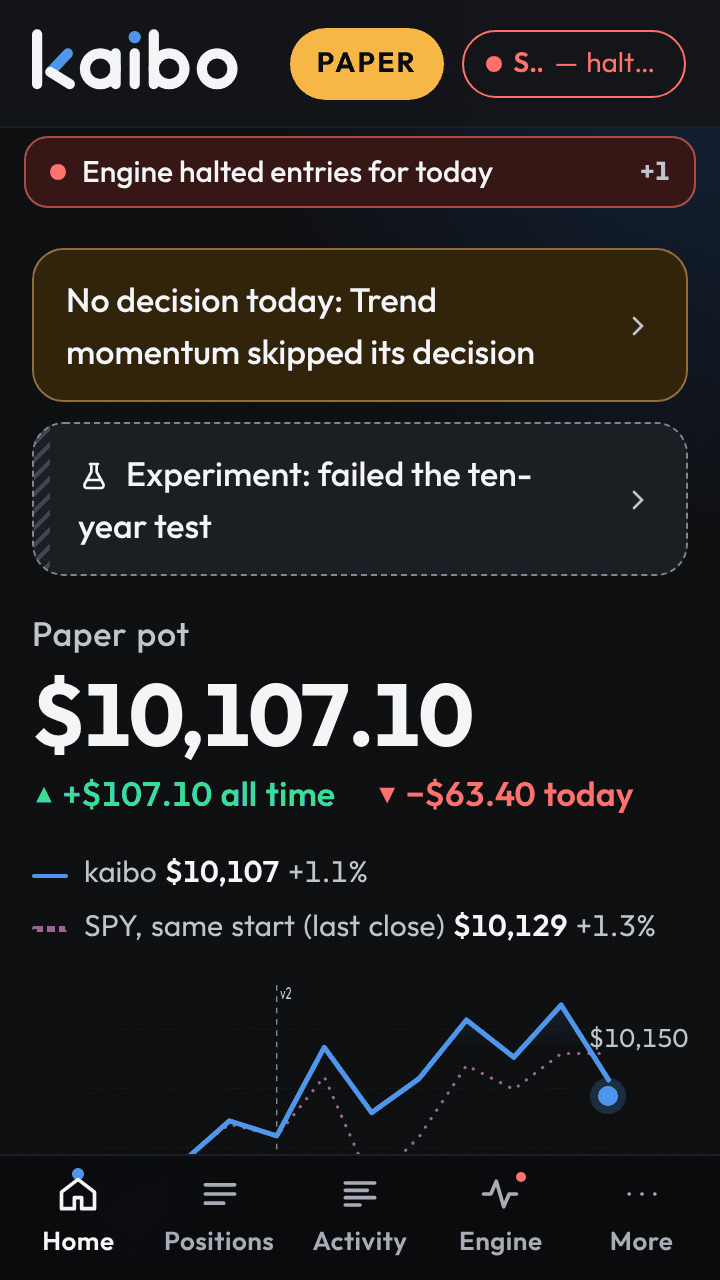 kaibo
PAPER
S.. — halt...
Engine halted entries for today
+1
No decision today: Trend
momentum skipped its decision
Experiment: failed the ten-
year test
Paper pot
$10,107.10
▲ +$107.10 all time
▼ −$63.40 today
kaibo $10,107 +1.1%
SPY, same start (last close) $10,129 +1.3%
v2
$10,150
Home
Positions
Activity
Engine
More